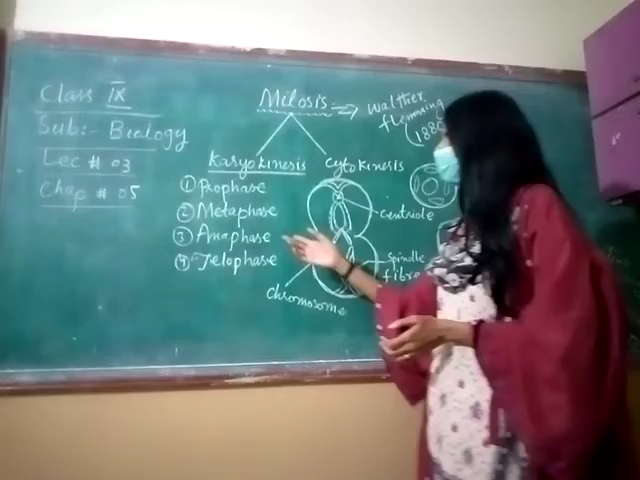 Class IX
Sub:- Biology
Lec # 03
Chap # 05
Mitosis => Walther
flemming
(1880
Karyokinesis
Cytokinesis
① Prophase
② Metaphase
③ Anaphase
④ Telophase
Centriole
Spindle
fibre
Chromosome